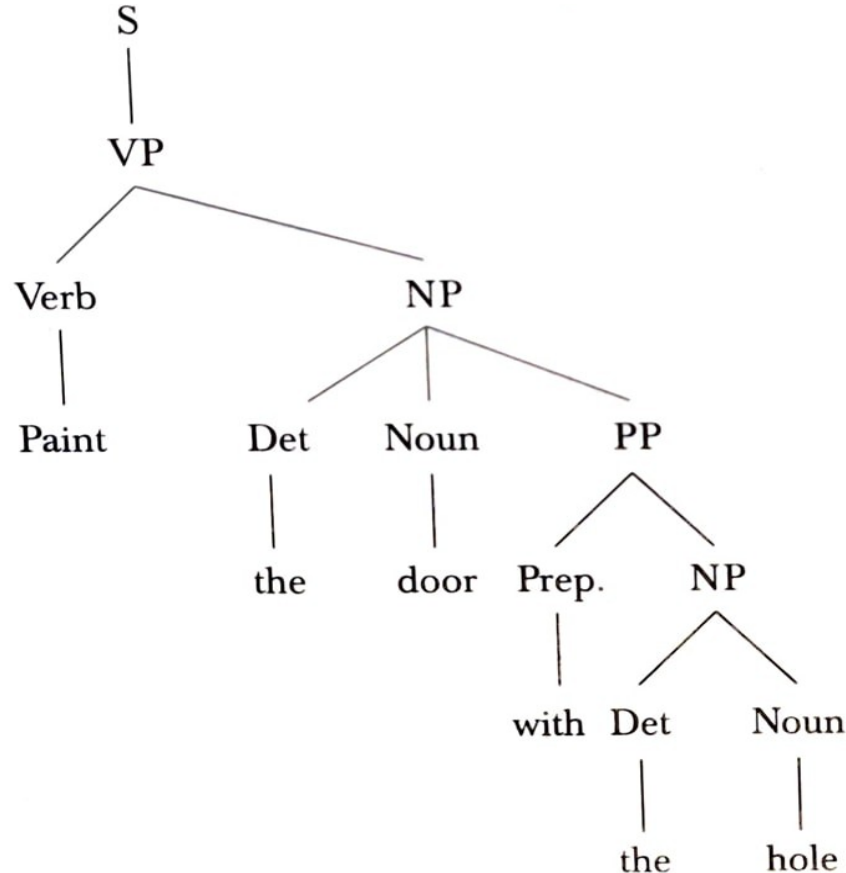 S
VP
Verb NP
Paint Det Noun PP
the door Prep. NP
with Det Noun
the hole